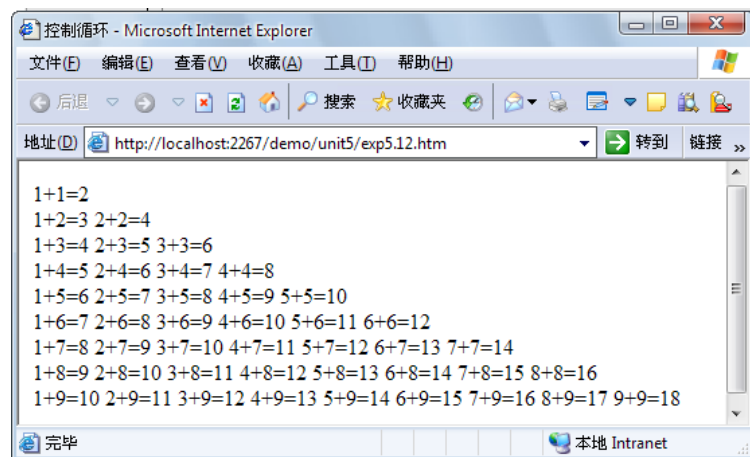 控制循环 - Microsoft Internet Explorer
文件(F) 编辑(E) 查看(V) 收藏(A) 工具(T) 帮助(H)
后退 搜索 收藏夹
地址(D) http://localhost:2267/demo/unit5/exp5.12.htm 转到 链接 »
1+1=2
1+2=3 2+2=4
1+3=4 2+3=5 3+3=6
1+4=5 2+4=6 3+4=7 4+4=8
1+5=6 2+5=7 3+5=8 4+5=9 5+5=10
1+6=7 2+6=8 3+6=9 4+6=10 5+6=11 6+6=12
1+7=8 2+7=9 3+7=10 4+7=11 5+7=12 6+7=13 7+7=14
1+8=9 2+8=10 3+8=11 4+8=12 5+8=13 6+8=14 7+8=15 8+8=16
1+9=10 2+9=11 3+9=12 4+9=13 5+9=14 6+9=15 7+9=16 8+9=17 9+9=18
完毕 本地 Intranet